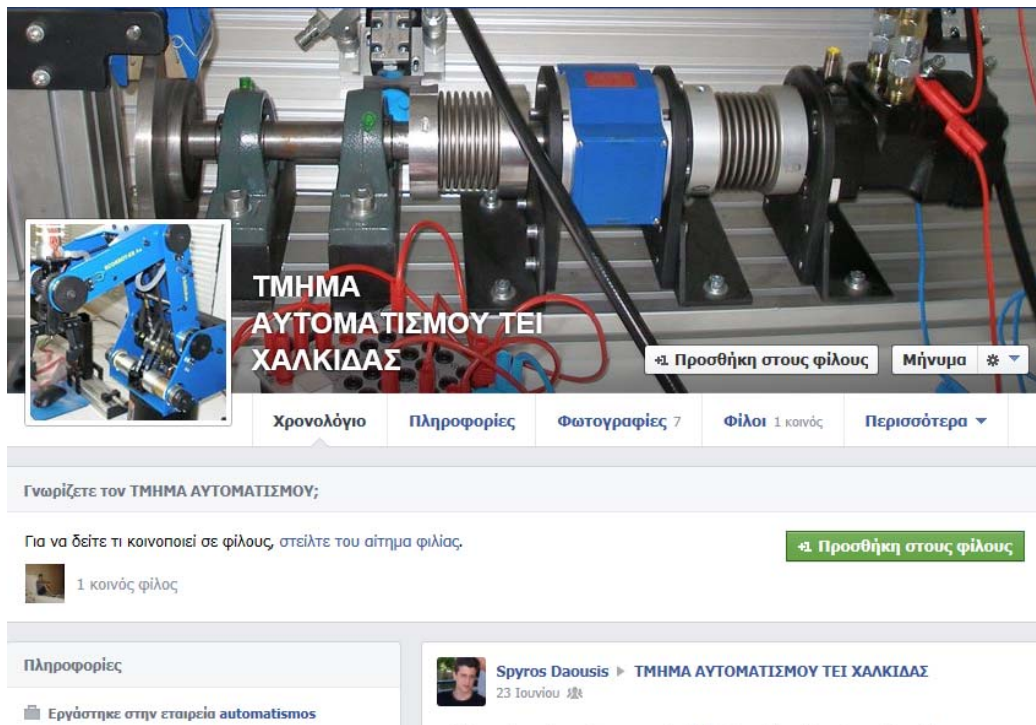 ΤΜΗΜΑ
ΑΥΤΟΜΑΤΙΣΜΟΥ ΤΕΙ
ΧΑΛΚΙΔΑΣ
+1 Προσθήκη στους φίλους
Μήνυμα
Χρονολόγιο
Πληροφορίες
Φωτογραφίες 7
Φίλοι 1 κοινός
Περισσότερα
Γνωρίζετε τον ΤΜΗΜΑ ΑΥΤΟΜΑΤΙΣΜΟΥ;
Για να δείτε τι κοινοποιεί σε φίλους, στείλτε του αίτημα φιλίας.
+1 Προσθήκη στους φίλους
1 κοινός φίλος
Πληροφορίες
Εργάστηκε στην εταιρεία automatismos
Spyros Daousis ▸ ΤΜΗΜΑ ΑΥΤΟΜΑΤΙΣΜΟΥ ΤΕΙ ΧΑΛΚΙΔΑΣ
23 Ιουνίου